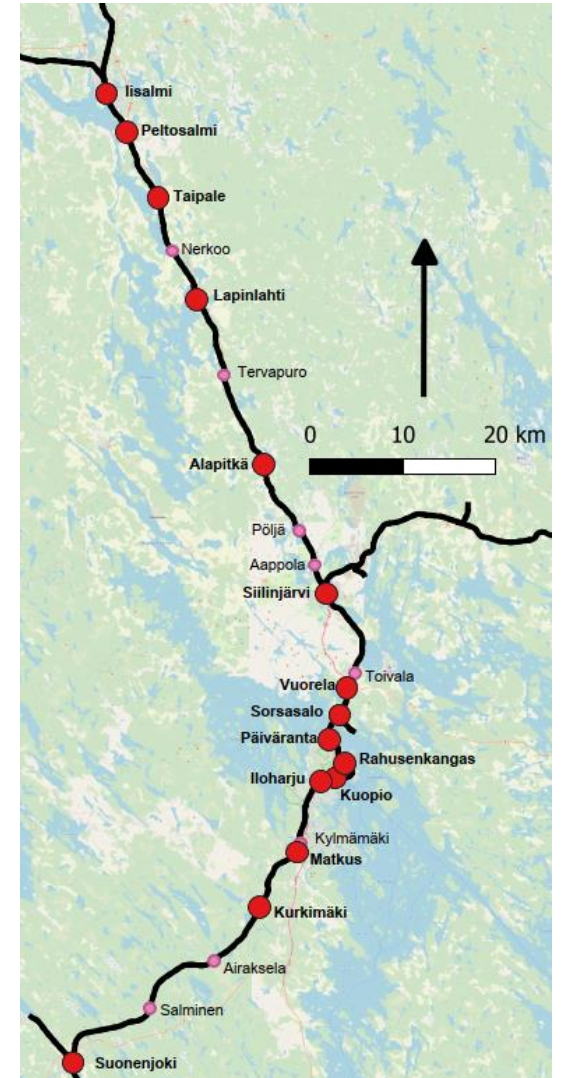 Iisalmi
Peltosalmi
Taipale
Nerkoo
Lapinlahti
Tervapuro
0 10 20 km
Alapitkä
Pöljä
Aappola
Siilinjärvi
Toivala
Vuorela
Sorsasalo
Päiväranta
Rahusenkangas
Iloharju
Kuopio
Kylmämäki
Matkus
Kurkimäki
Airaksela
Salminen
Suonenjoki